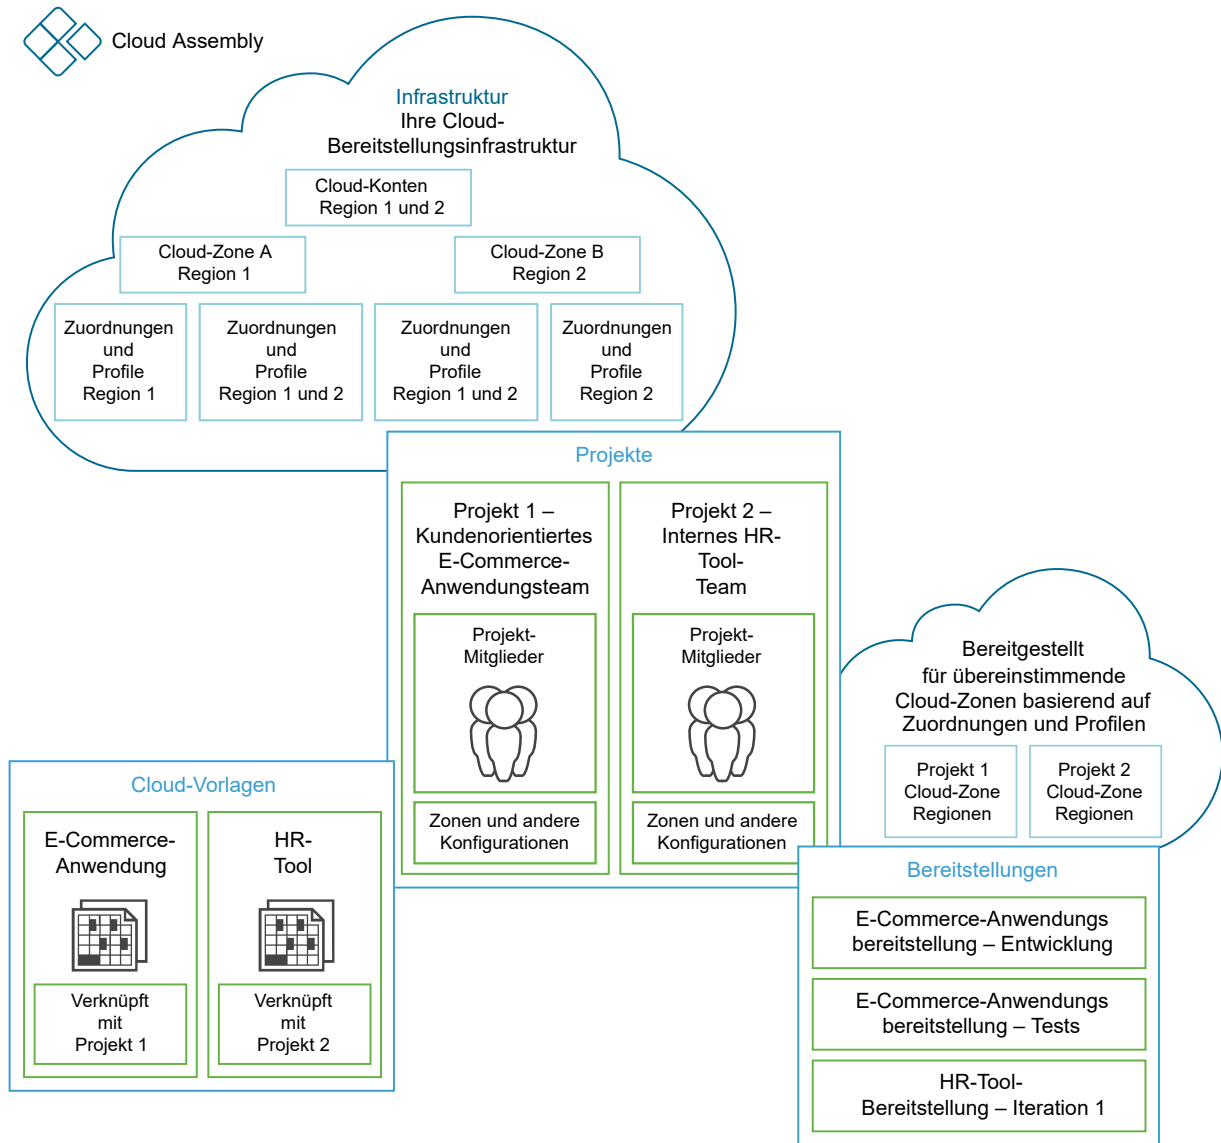 Cloud Assembly
Infrastruktur
Ihre Cloud-
Bereitstellungsinfrastruktur
Cloud-Konten
Region 1 und 2
Cloud-Zone A
Region 1
Cloud-Zone B
Region 2
Zuordnungen
und
Profile
Region 1
Zuordnungen
und
Profile
Region 1 und 2
Zuordnungen
und
Profile
Region 1 und 2
Zuordnungen
und
Profile
Region 2
Projekte
Projekt 1 –
Kundenorientiertes
E-Commerce-
Anwendungsteam
Projekt-
Mitglieder
Zonen und andere
Konfigurationen
Projekt 2 –
Internes HR-
Tool-
Team
Projekt-
Mitglieder
Zonen und andere
Konfigurationen
Cloud-Vorlagen
E-Commerce-
Anwendung
Verknüpft
mit
Projekt 1
HR-
Tool
Verknüpft
mit
Projekt 2
Bereitgestellt
für übereinstimmende
Cloud-Zonen basierend auf
Zuordnungen und Profilen
Projekt 1
Cloud-Zone
Regionen
Projekt 2
Cloud-Zone
Regionen
Bereitstellungen
E-Commerce-Anwendungs
bereitstellung – Entwicklung
E-Commerce-Anwendungs
bereitstellung – Tests
HR-Tool-
Bereitstellung – Iteration 1